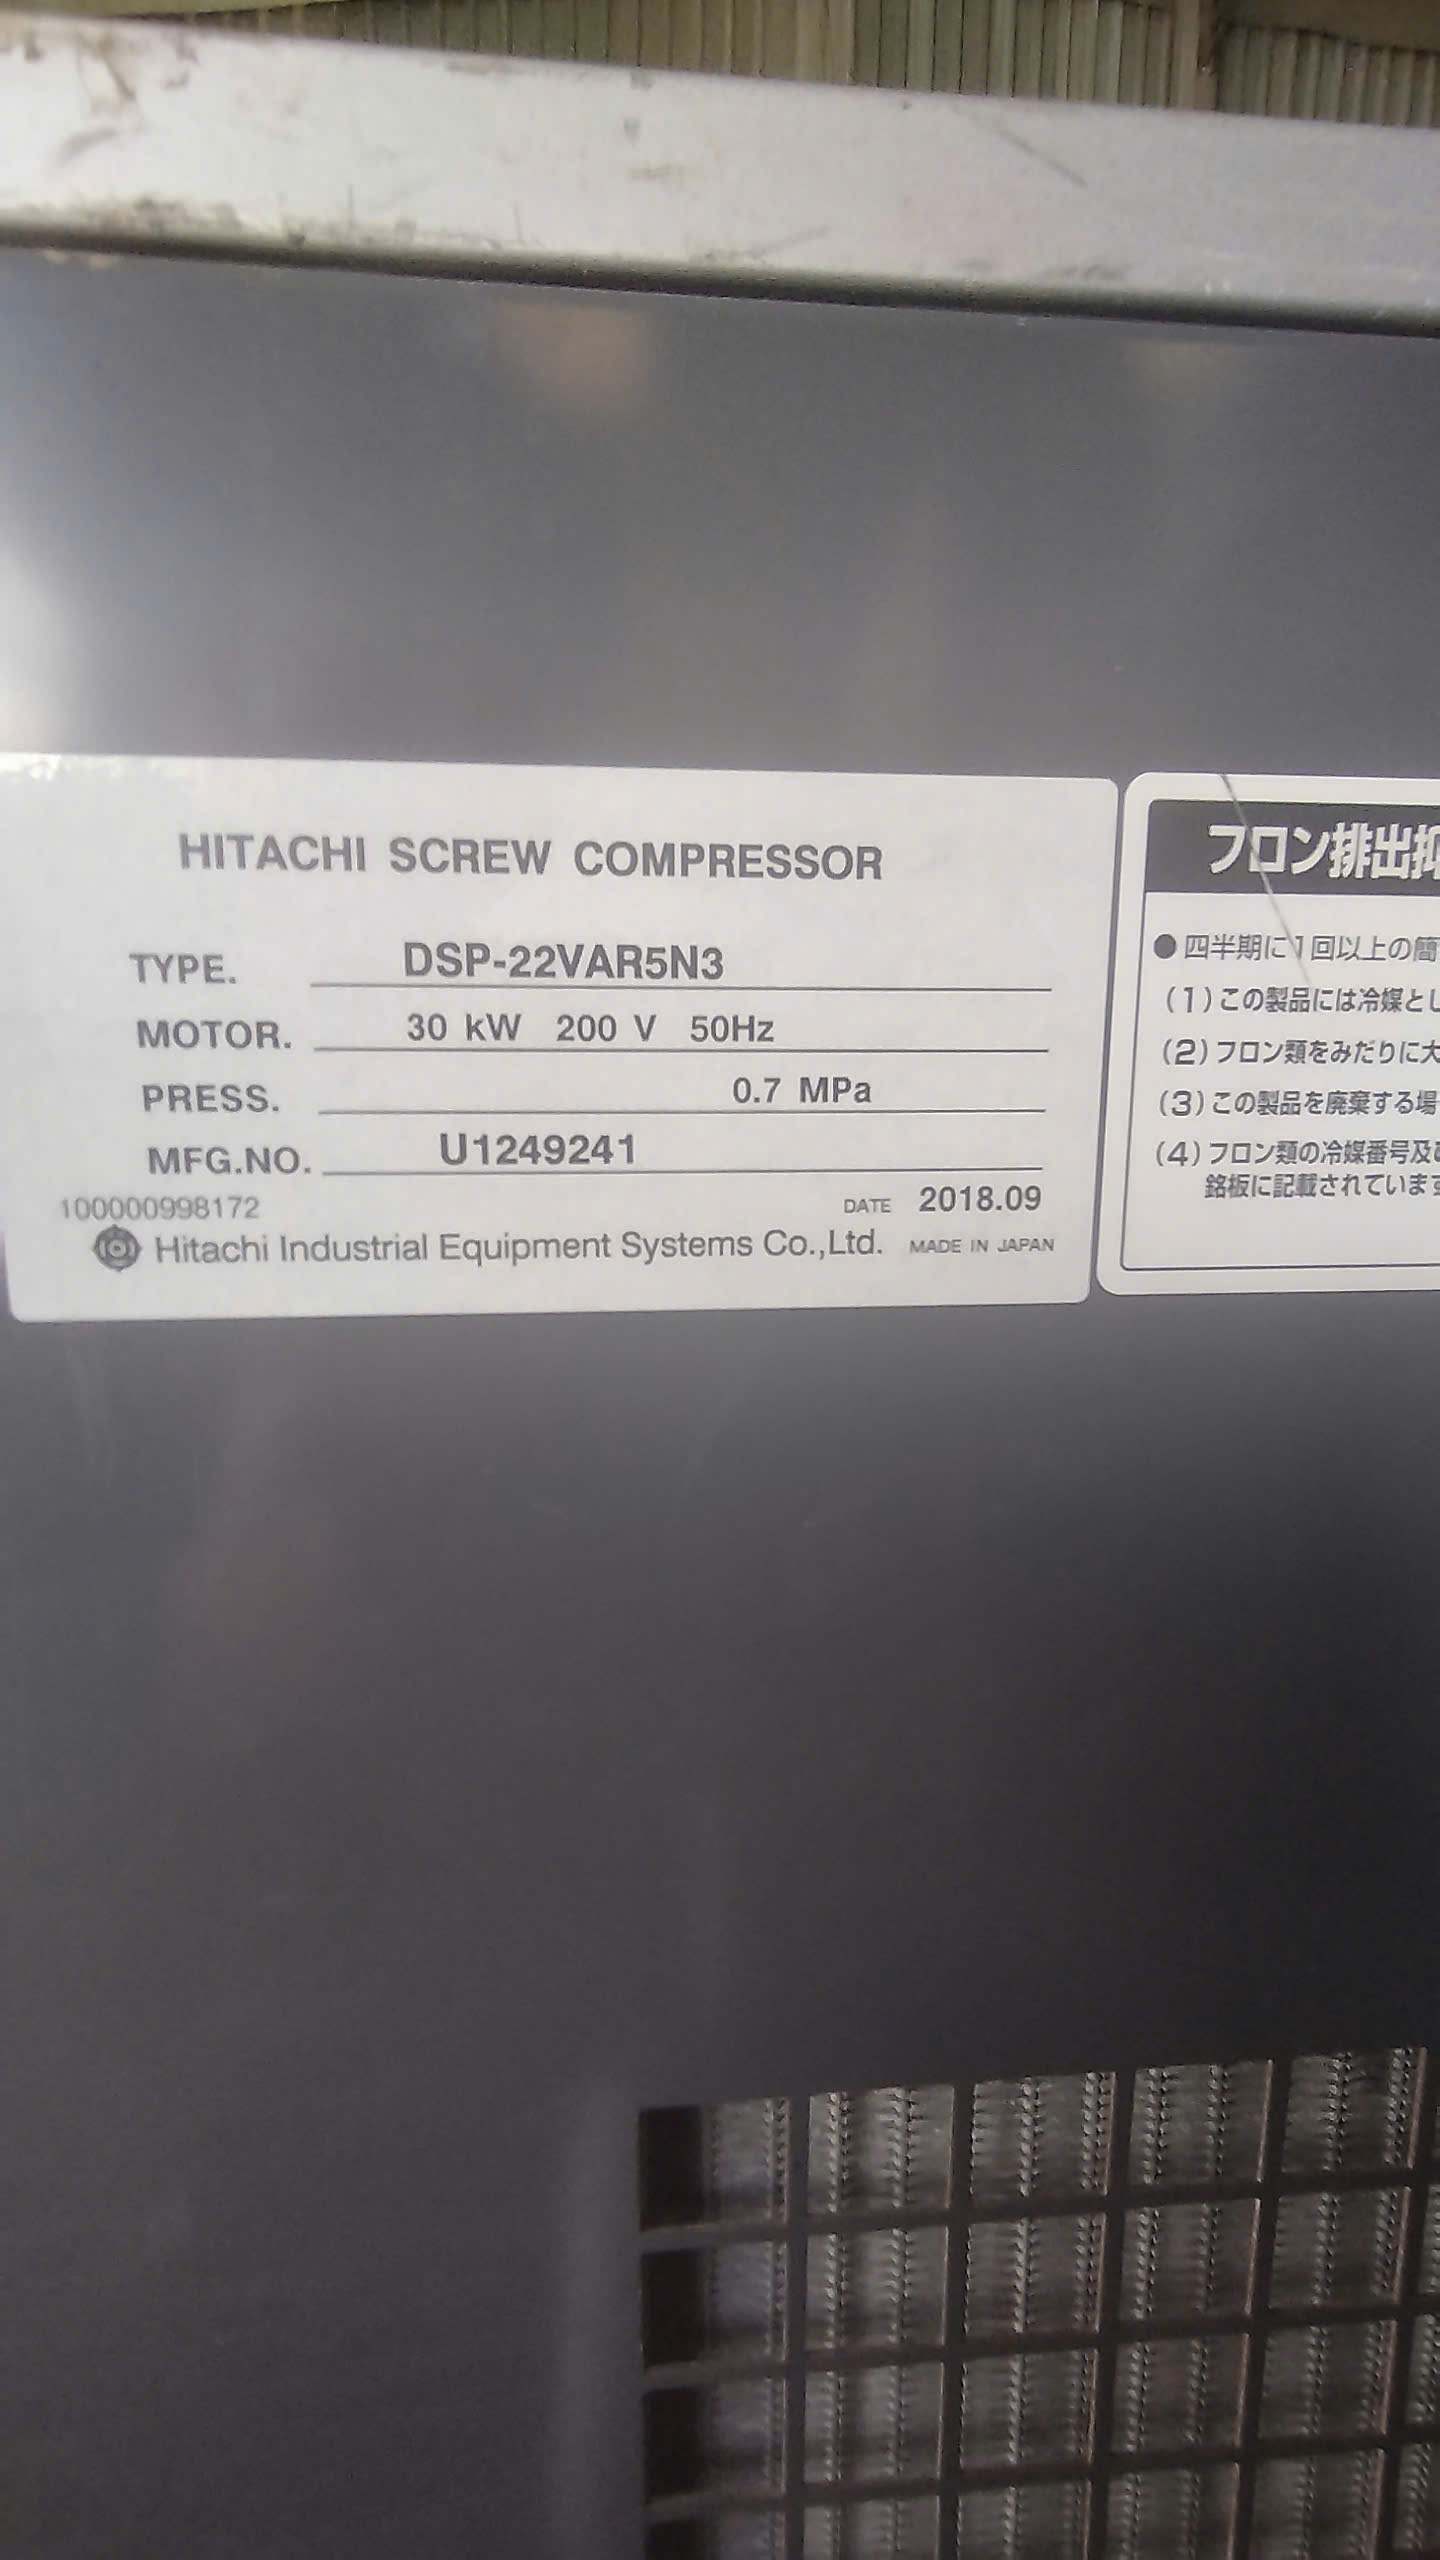 HITACHI SCREW COMPRESSOR
TYPE. DSP-22VAR5N3
MOTOR. 30 kW 200 V 50Hz
PRESS. 0.7 MPa
MFG.NO. U1249241
100000998172 DATE 2018.09
Hitachi Industrial Equipment Systems Co.,Ltd. MADE IN JAPAN
フロン排出抑
●四半期に1回以上の簡
(1)この製品には冷媒とし
(2)フロン類をみだりに大
(3)この製品を廃棄する場
(4)フロン類の冷媒番号及び
銘板に記載されています